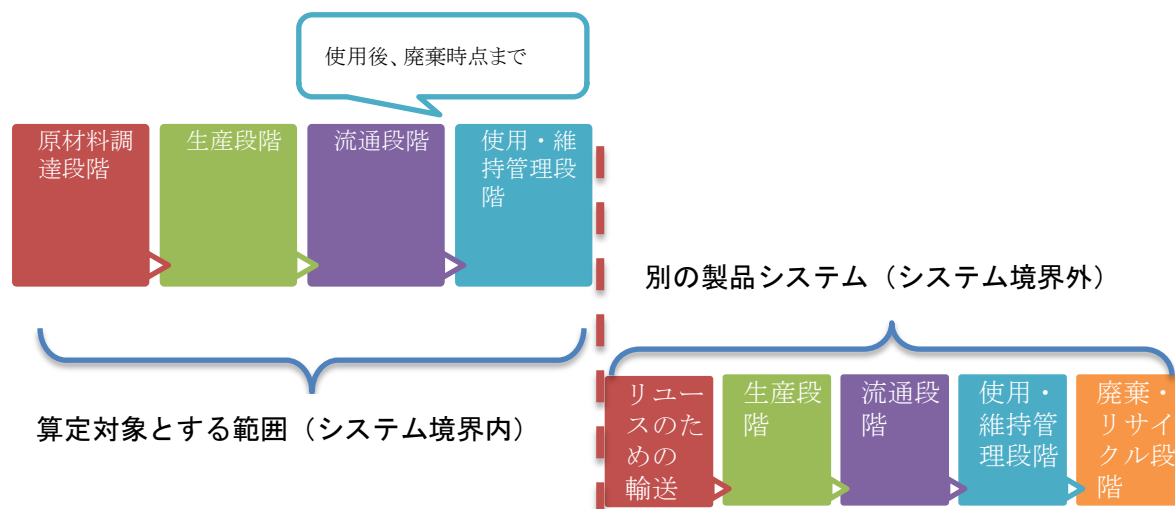 使用後、廃棄時点まで
原材料調
達段階
生産段階
流通段階
使用・維
持管理段
階
別の製品システム（システム境界外）
算定対象とする範囲（システム境界内）
リユー
スのた
めの
輸送
生産段
階
流通段
階
使用・
維持管
理段階
廃棄・
リサイ
クル段
階